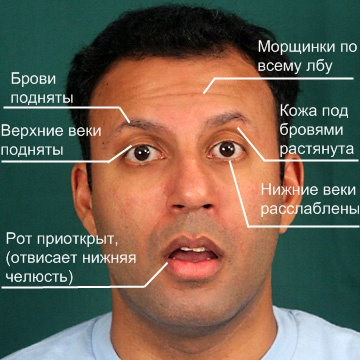 Морщинки по
всему лбу
Брови
подняты
Кожа под
бровями
растянута
Верхние веки
подняты
Нижние веки
расслаблены
Рот приоткрыт,
(отвисает нижняя
челюсть)